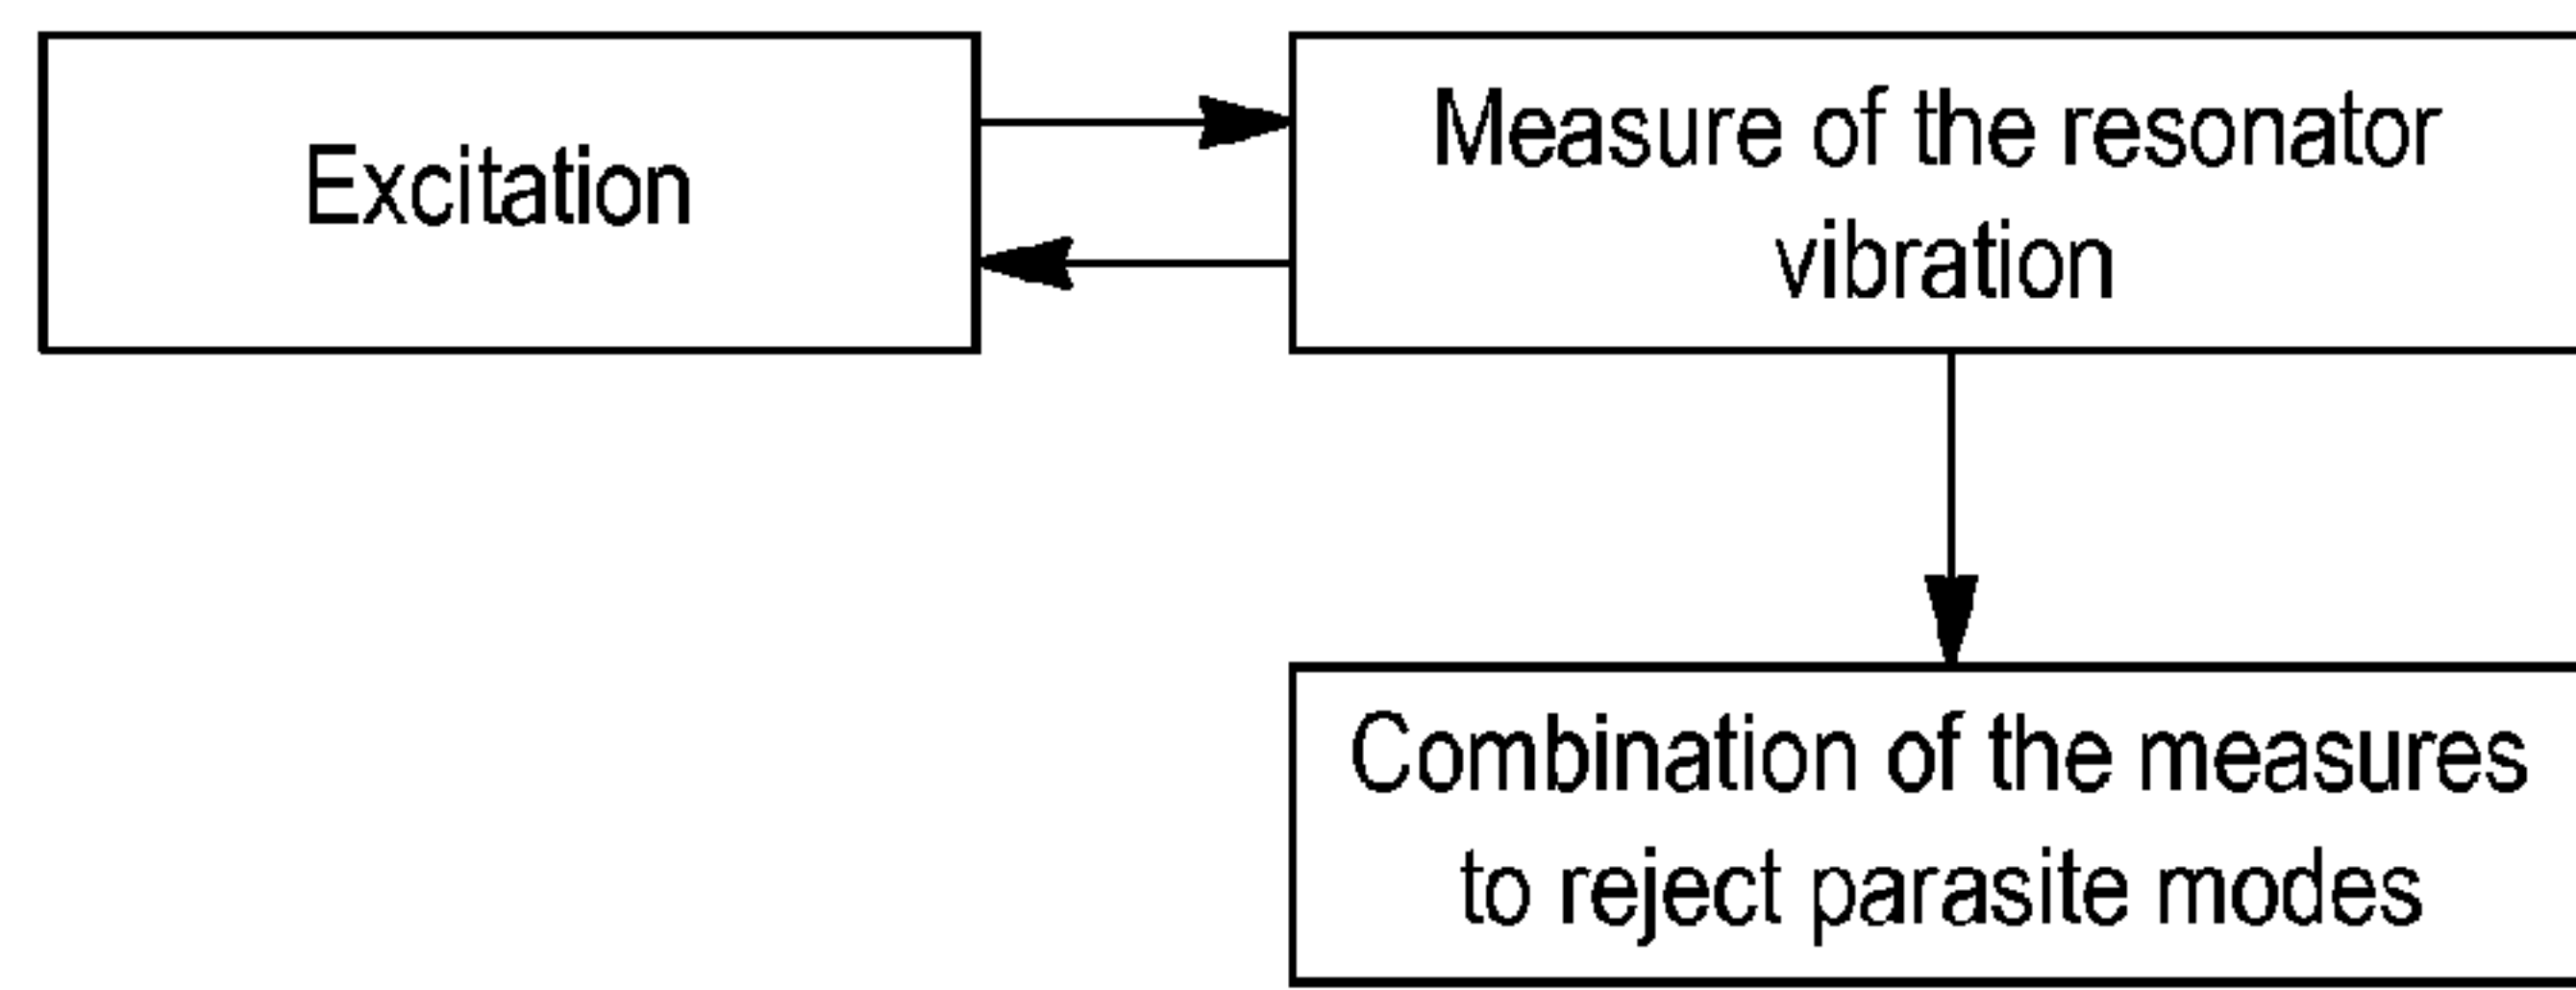 Excitation
Measure of the resonator
vibration
Combination of the measures
to reject parasite modes